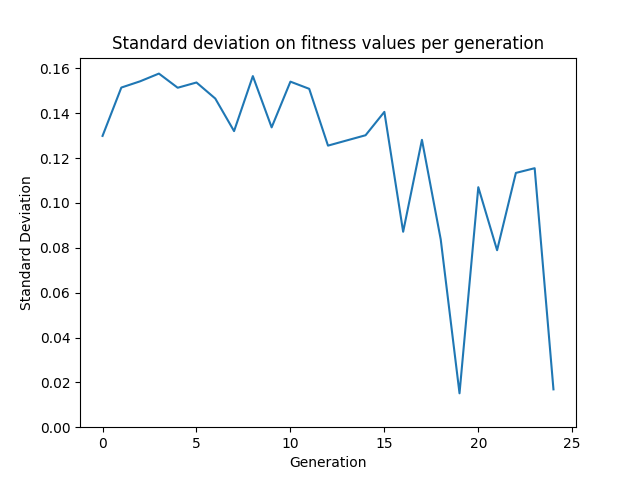 Standard deviation on fitness values per generation
0.16
0.14
0.12
0.10
0.08
0.06
0.04
0.02
0.00
Standard Deviation
0 5 10 15 20 25
Generation